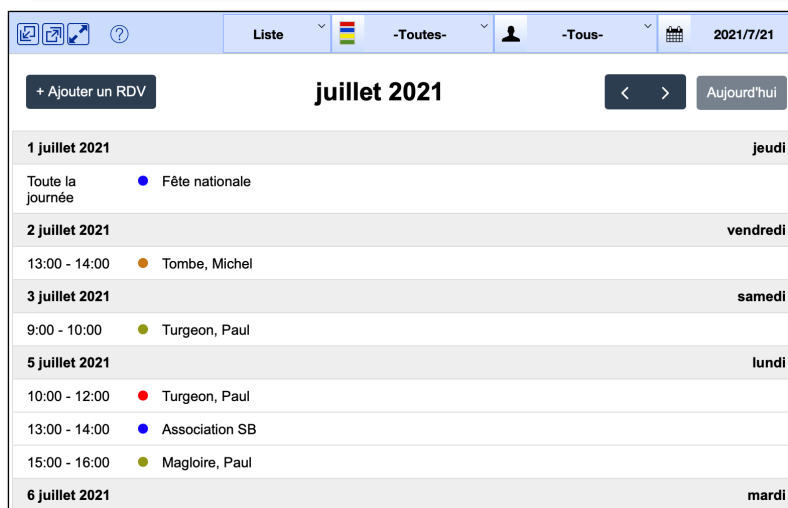 ? Liste -Toutes- -Tous- 2021/7/21
+ Ajouter un RDV juillet 2021 < > Aujourd'hui
1 juillet 2021 jeudi
Toute la
journée Fête nationale
2 juillet 2021 vendredi
13:00 - 14:00 Tombe, Michel
3 juillet 2021 samedi
9:00 - 10:00 Turgeon, Paul
5 juillet 2021 lundi
10:00 - 12:00 Turgeon, Paul
13:00 - 14:00 Association SB
15:00 - 16:00 Magloire, Paul
6 juillet 2021 mardi